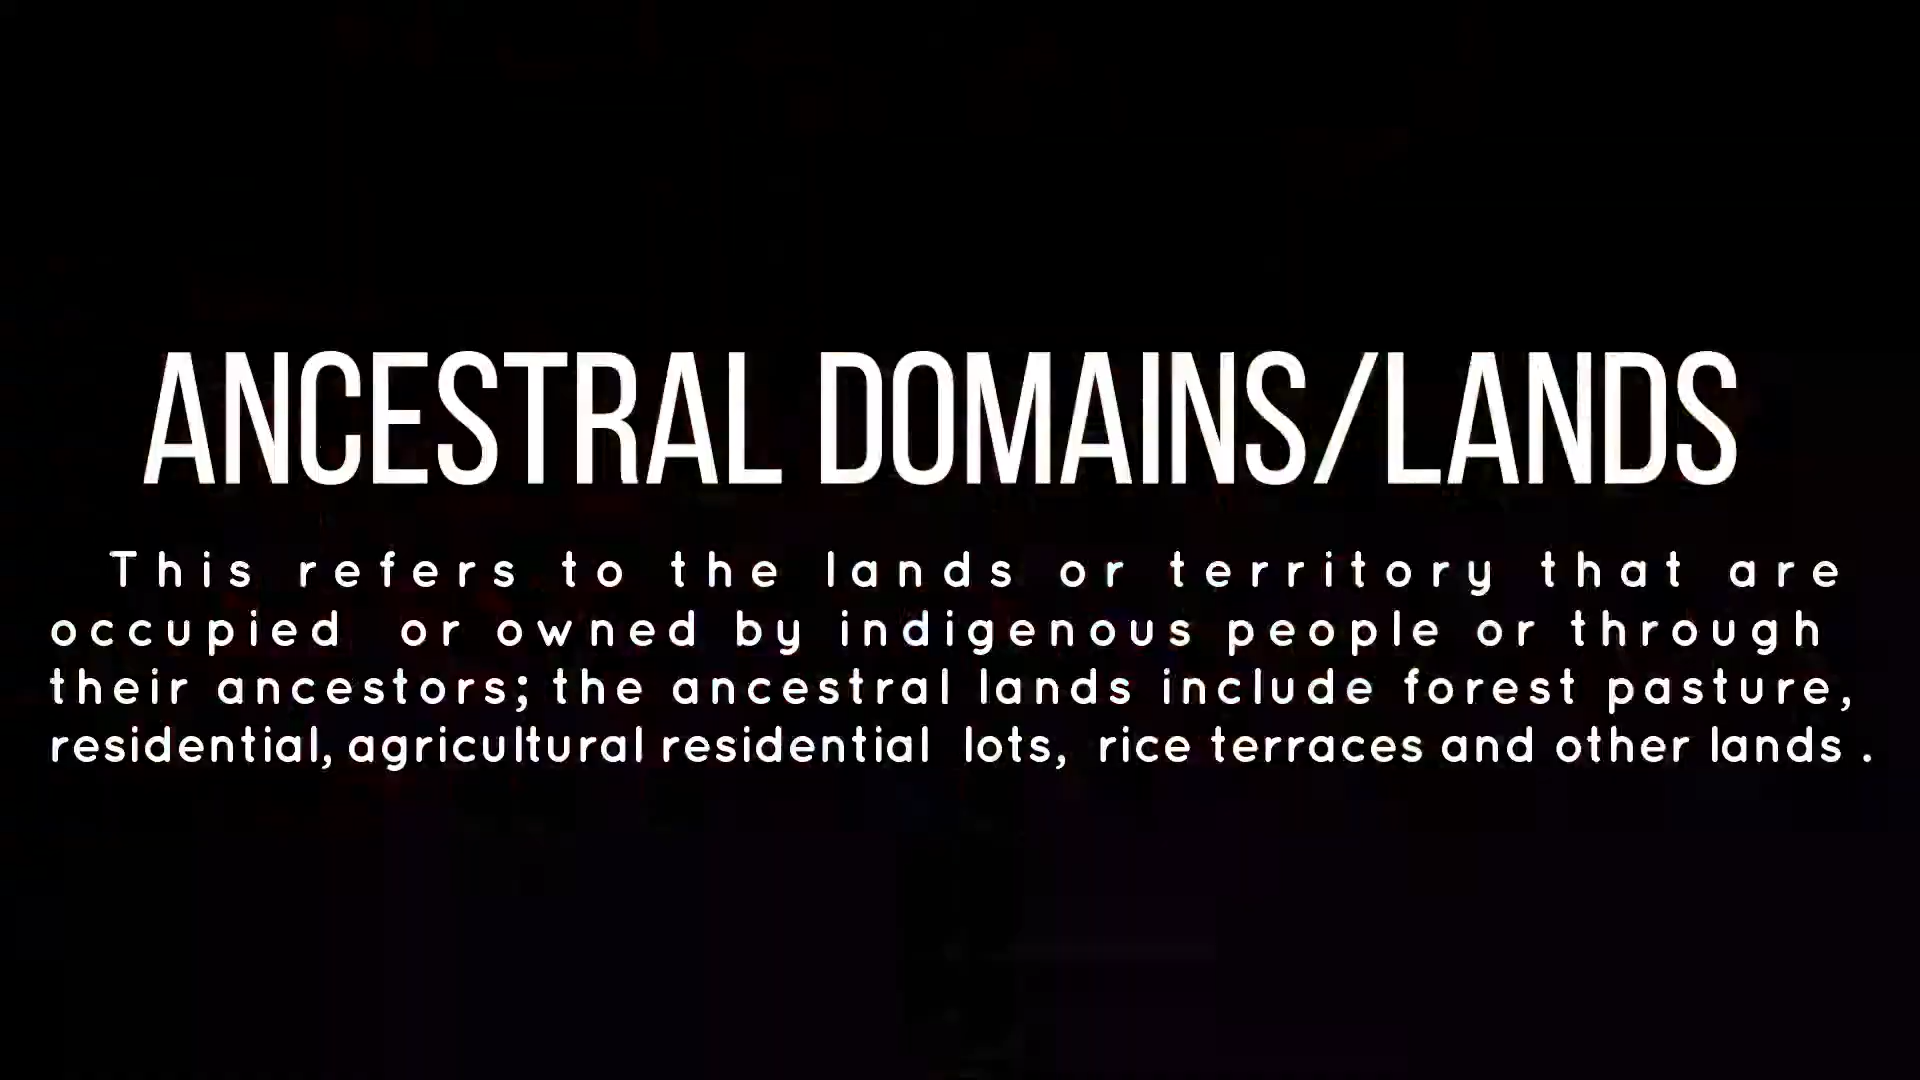 ANCESTRAL DOMAINS/LANDS
This refers to the lands or territory that are
occupied or owned by indigenous people or through
their ancestors; the ancestral lands include forest pasture,
residential, agricultural residential lots, rice terraces and other lands .